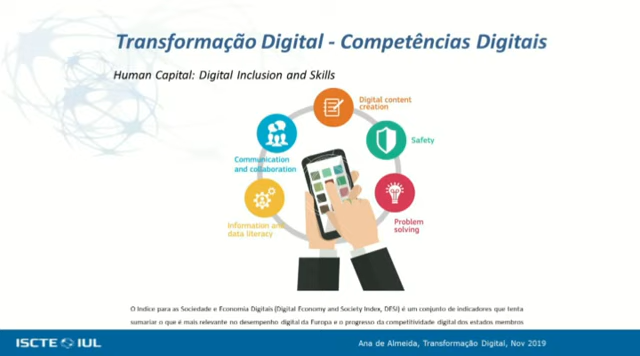 Transformação Digital - Competências Digitais
Human Capital: Digital Inclusion and Skills
Digital content
creation
Safety
Communication
and collaboration
Information and
data literacy
Problem
solving
O Indice para as Sociedade e Economia Digitais (Digital Economy and Society Index, DESI) é um conjunto de indicadores que tenta
sumariar o que é mais relevante no desempenho digital da Europa e o progresso da competitividade digital dos estados membros
ISCTE IUL
Ana de Almeida, Transformação Digital, Nov 2019